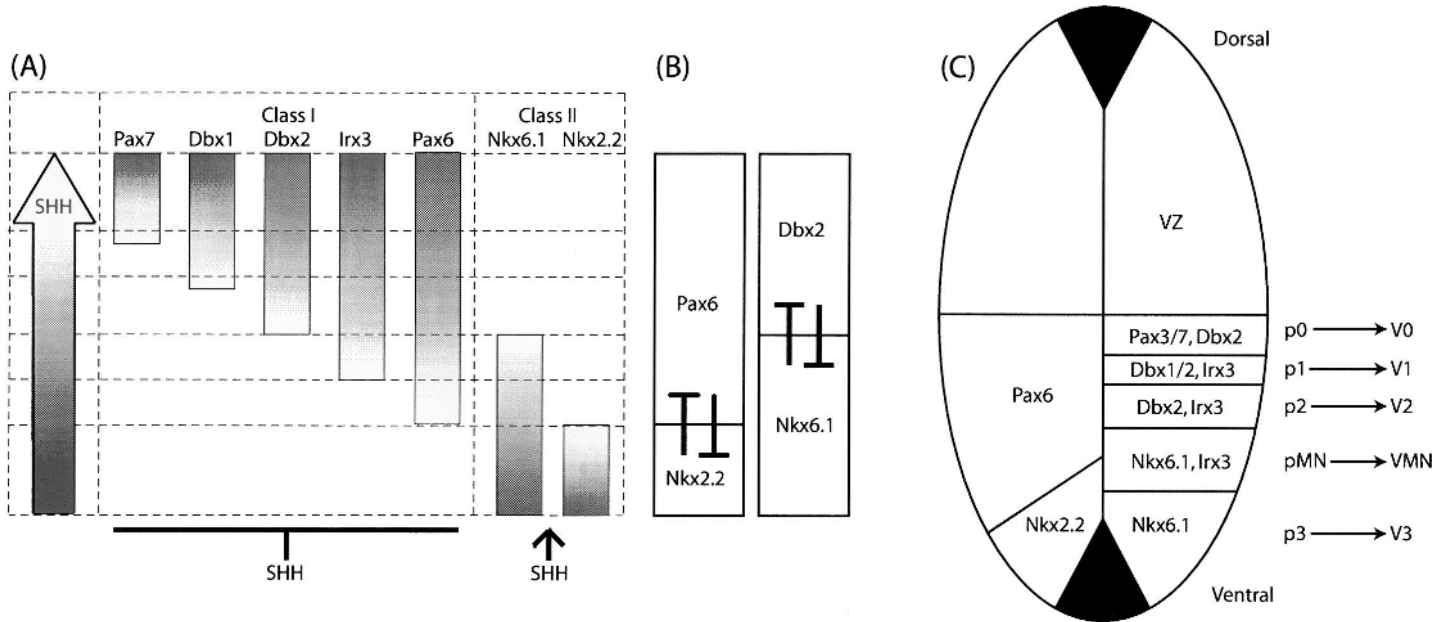 (A)
Class I
Class II
Pax7 Dbx1 Dbx2 Irx3 Pax6 Nkx6.1 Nkx2.2
SHH
SHH
SHH
(B)
Pax6
Nkx2.2
Dbx2
Nkx6.1
(C)
Dorsal
VZ
Pax6
Nkx2.2
Pax3/7, Dbx2
p0 V0
Dbx1/2, Irx3
p1 V1
Dbx2, Irx3
p2 V2
Nkx6.1, Irx3
pMN VMN
Nkx6.1
p3 V3
Ventral